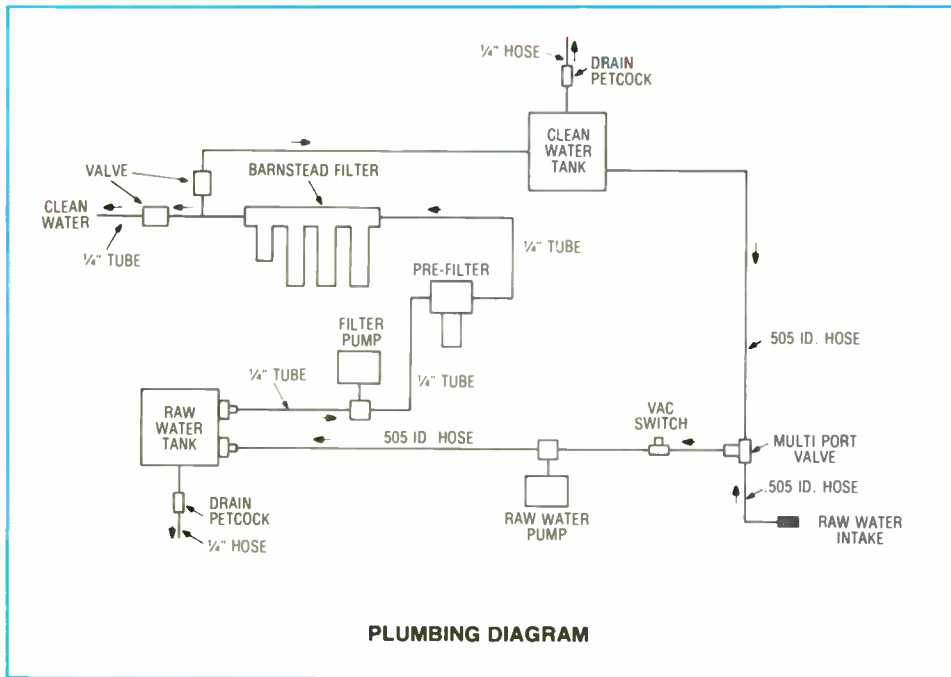 ¼" HOSE
DRAIN
PETCOCK
CLEAN
WATER
TANK
VALVE
BARNSTEAD FILTER
CLEAN
WATER
¼" TUBE
¼" TUBE
PRE-FILTER
FILTER
PUMP
.505 ID. HOSE
¼" TUBE
¼" TUBE
RAW
WATER
TANK
505 ID. HOSE
VAC
SWITCH
MULTI PORT
VALVE
.505 ID. HOSE
DRAIN
PETCOCK
¼" HOSE
RAW WATER
PUMP
RAW WATER
INTAKE
PLUMBING DIAGRAM